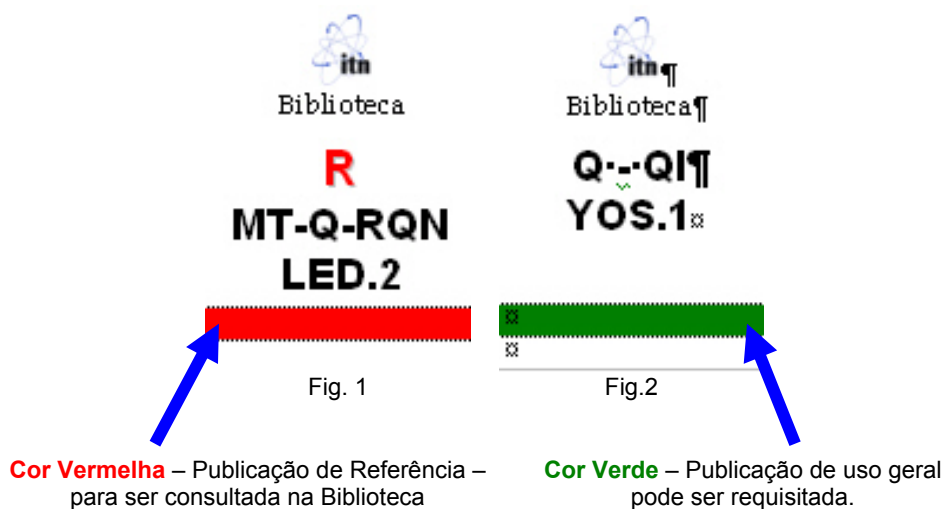 itn
Biblioteca
R
MT-Q-RQN
LED.2
Fig. 1
itn¶
Biblioteca¶
Q·-·QI¶
YOS.1¤
¤
¤
Fig.2
Cor Vermelha – Publicação de Referência –
para ser consultada na Biblioteca
Cor Verde – Publicação de uso geral
pode ser requisitada.